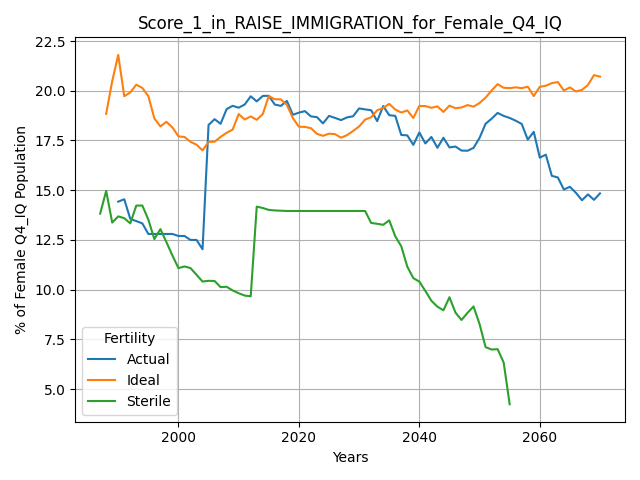 Score_1_in_RAISE_IMMIGRATION_for_Female_Q4_IQ
% of Female Q4_IQ Population
22.5
20.0
17.5
15.0
12.5
10.0
7.5
5.0
Fertility
Actual
Ideal
Sterile
2000
2020
2040
2060
Years